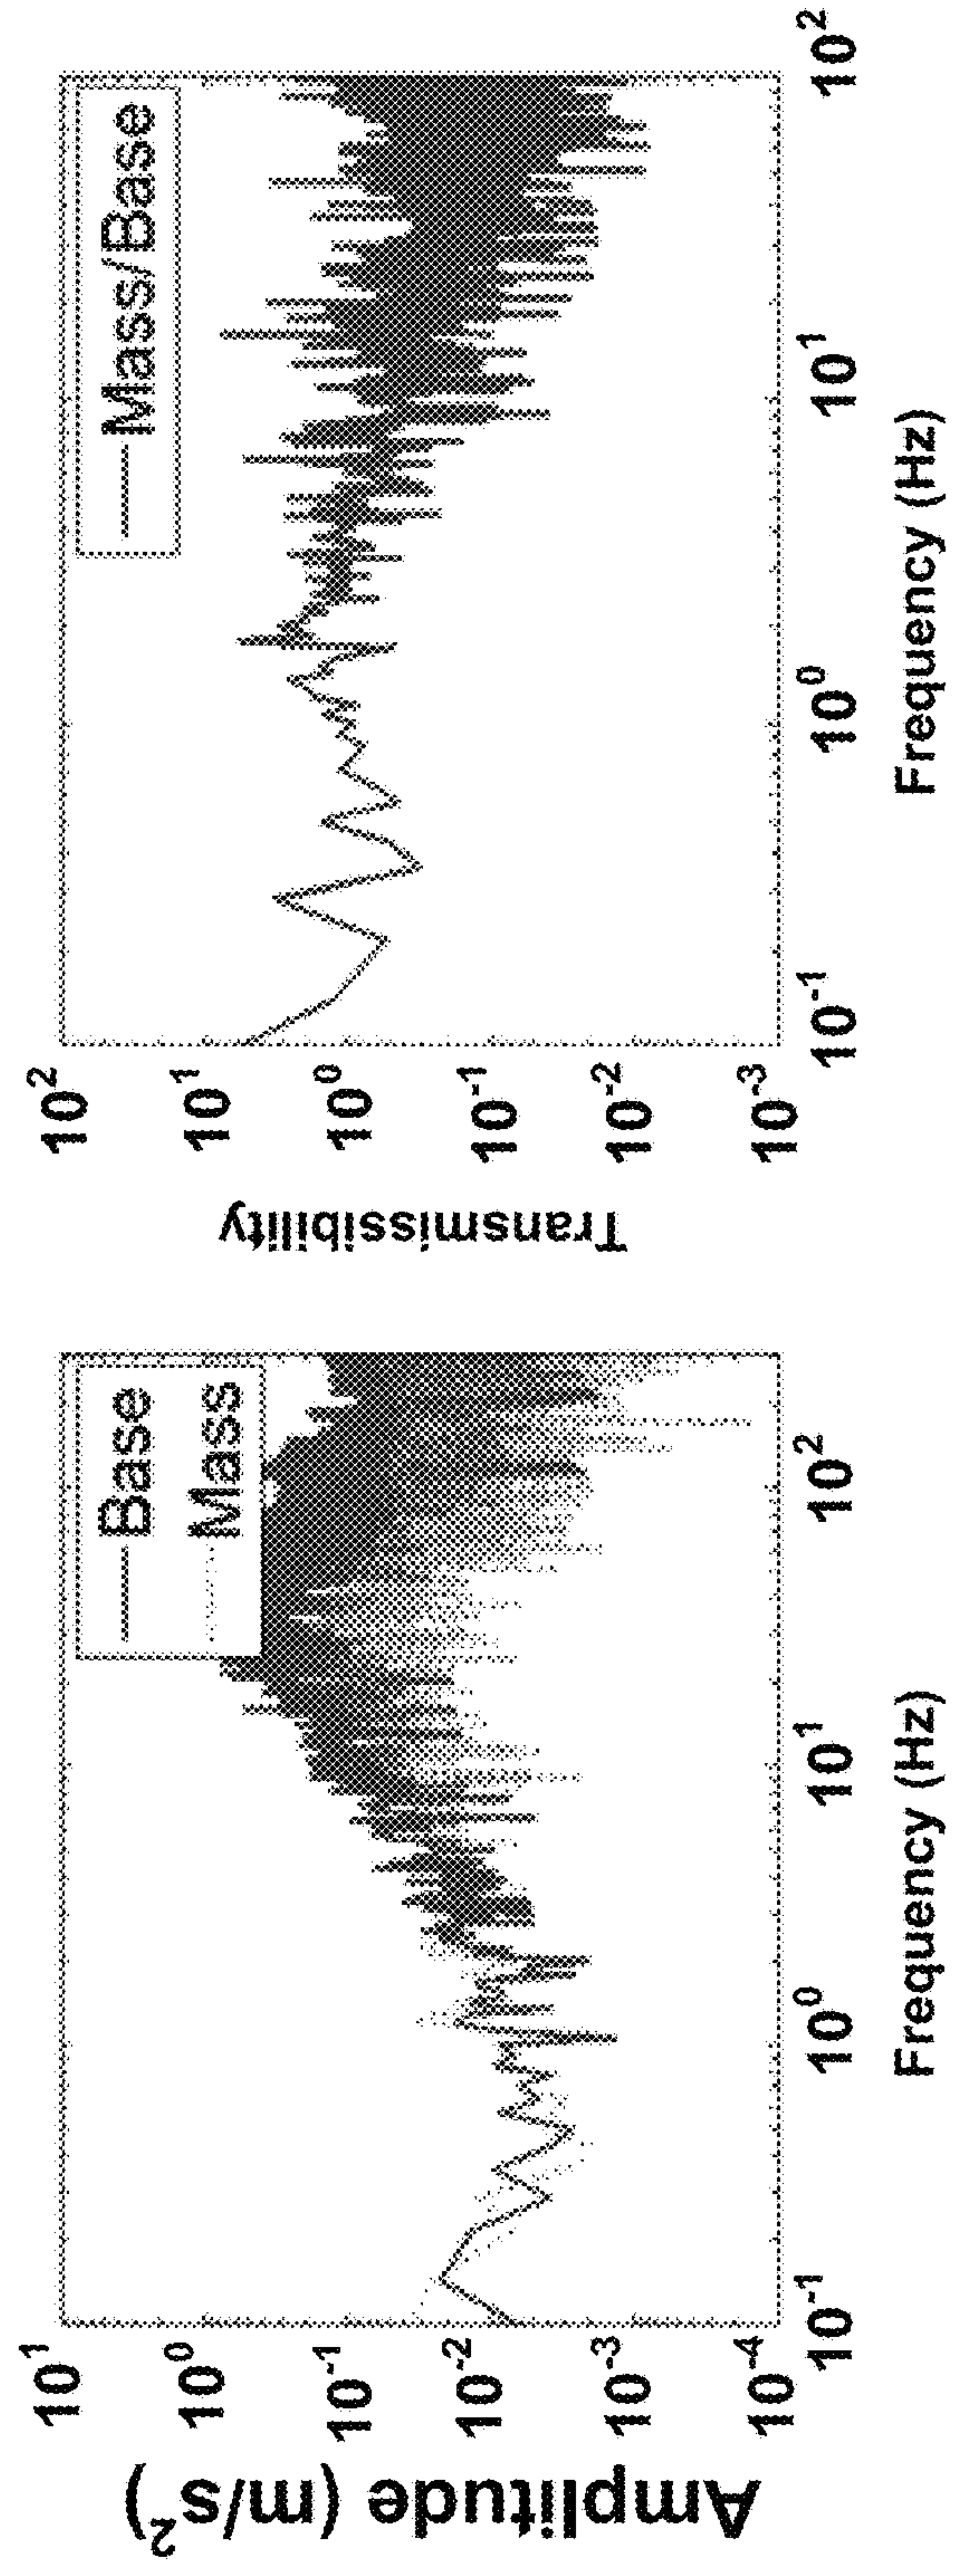 Amplitude (m/s²)
10¹
10⁰
10⁻¹
10⁻²
10⁻³
10⁻⁴
Base
Mass
10⁻¹
10⁰
10¹
10²
Frequency (Hz)
Transmissibility
10²
10¹
10⁰
10⁻¹
10⁻²
10⁻³
Mass/Base
10⁻¹
10⁰
10¹
10²
Frequency (Hz)